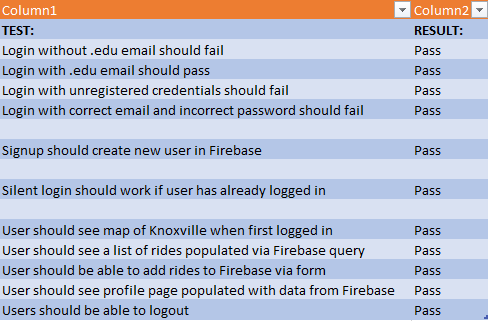 Column1 Column2
TEST: RESULT:
Login without .edu email should fail Pass
Login with .edu email should pass Pass
Login with unregistered credentials should fail Pass
Login with correct email and incorrect password should fail Pass
Signup should create new user in Firebase Pass
Silent login should work if user has already logged in Pass
User should see map of Knoxville when first logged in Pass
User should see a list of rides populated via Firebase query Pass
User should be able to add rides to Firebase via form Pass
User should see profile page populated with data from Firebase Pass
Users should be able to logout Pass